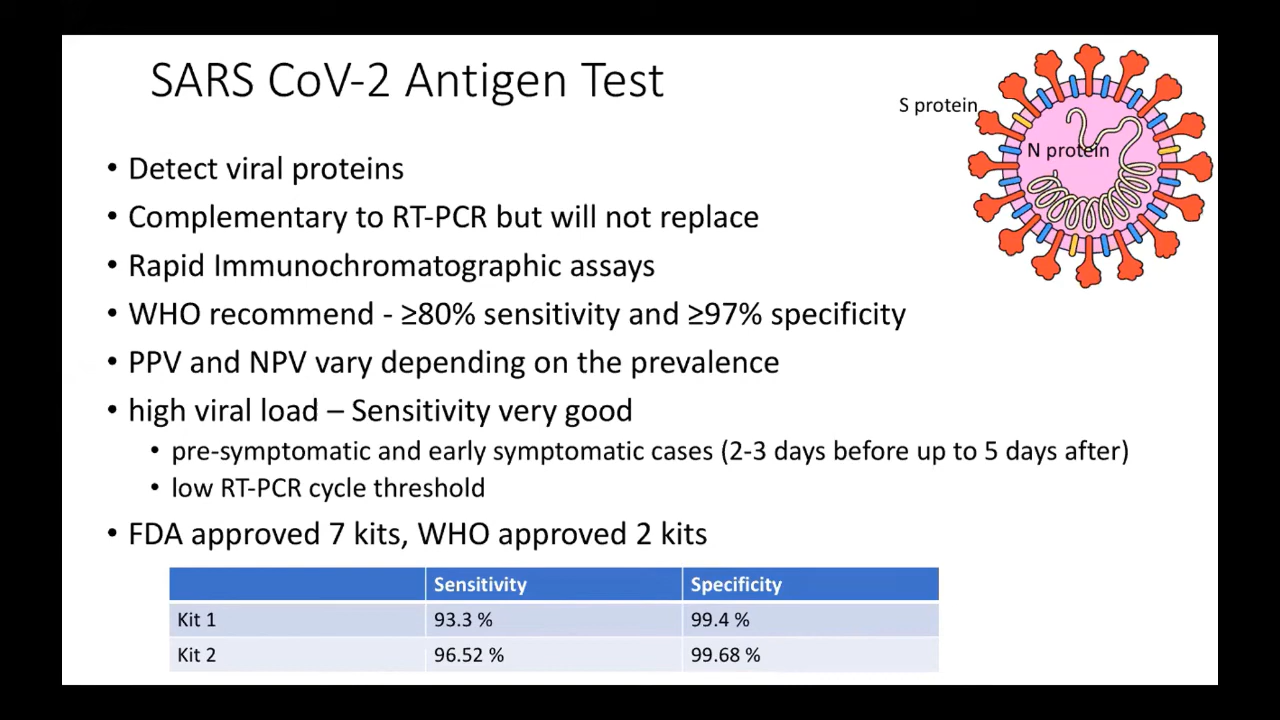 SARS CoV-2 Antigen Test
S protein
N protein
• Detect viral proteins
• Complementary to RT-PCR but will not replace
• Rapid Immunochromatographic assays
• WHO recommend - ≥80% sensitivity and ≥97% specificity
• PPV and NPV vary depending on the prevalence
• high viral load – Sensitivity very good
• pre-symptomatic and early symptomatic cases (2-3 days before up to 5 days after)
• low RT-PCR cycle threshold
• FDA approved 7 kits, WHO approved 2 kits
Sensitivity Specificity
Kit 1 93.3 % 99.4 %
Kit 2 96.52 % 99.68 %